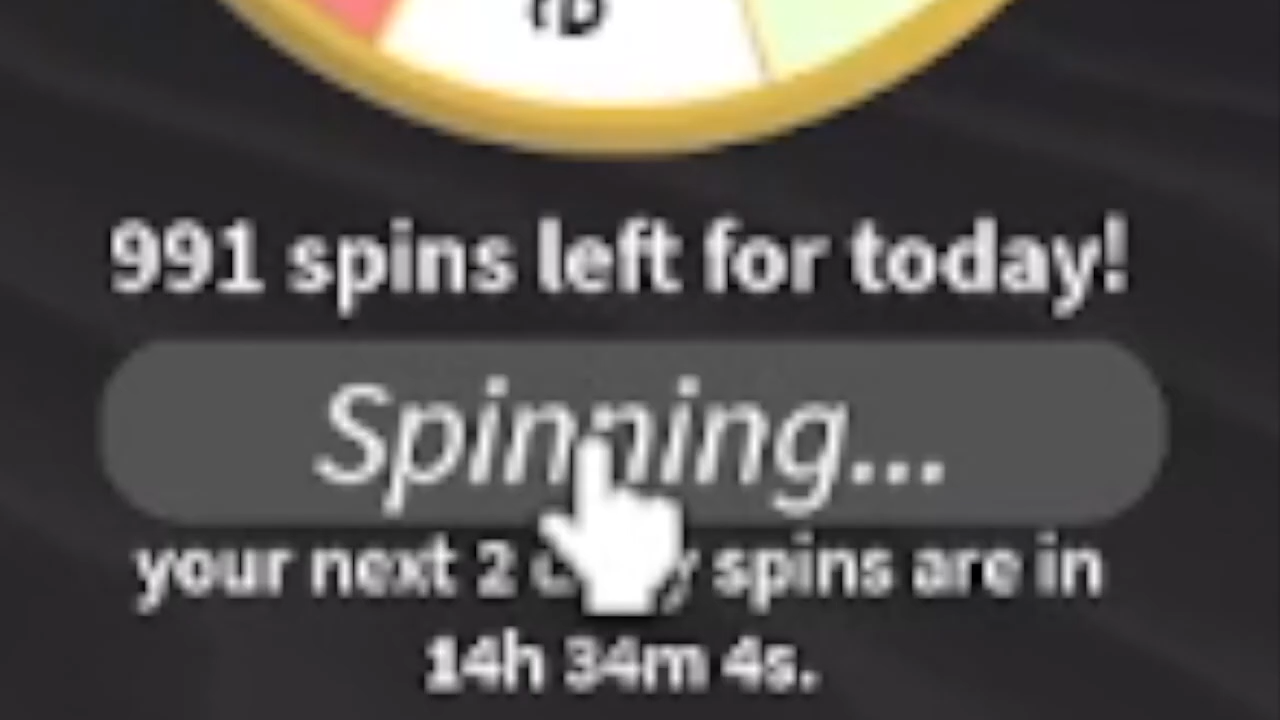 991 spins left for today!
Spinning...
your next 2 spins are in
14h 34m 4s.